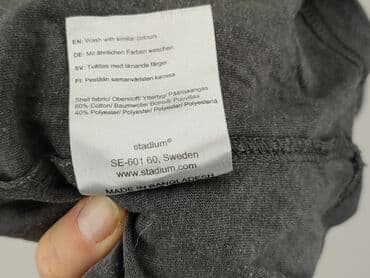 EN: Wash with similar colours
DE: Mit ähnlichen Farben waschen
SV: Tvättas med liknande färger
FI: Pestään samanväristen kanssa
Shell fabric/ Oberstoff/ Yttertyg/ Päällikangas
60% Cotton/ Baumwolle/ Bomull/ Puuvillaa
40% Polyester/ Polyester/ Polyester/ Polyesteriä
stadium®
SE-601 60, Sweden
www.stadium.com
MADE IN BANGLADESH